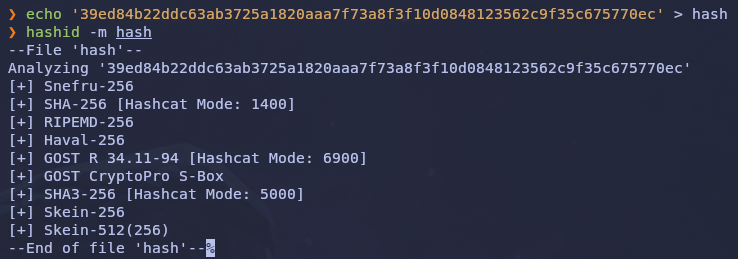 ❯ echo '39ed84b22ddc63ab3725a1820aaa7f73a8f3f10d0848123562c9f35c675770ec' > hash
❯ hashid -m hash
--File 'hash'--
Analyzing '39ed84b22ddc63ab3725a1820aaa7f73a8f3f10d0848123562c9f35c675770ec'
[+] Snefru-256
[+] SHA-256 [Hashcat Mode: 1400]
[+] RIPEMD-256
[+] Haval-256
[+] GOST R 34.11-94 [Hashcat Mode: 6900]
[+] GOST CryptoPro S-Box
[+] SHA3-256 [Hashcat Mode: 5000]
[+] Skein-256
[+] Skein-512(256)
--End of file 'hash'--%